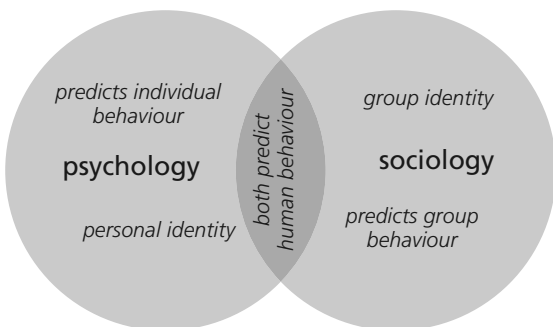 predicts individual
behaviour
psychology
personal identity
both predict
human behaviour
group identity
sociology
predicts group
behaviour